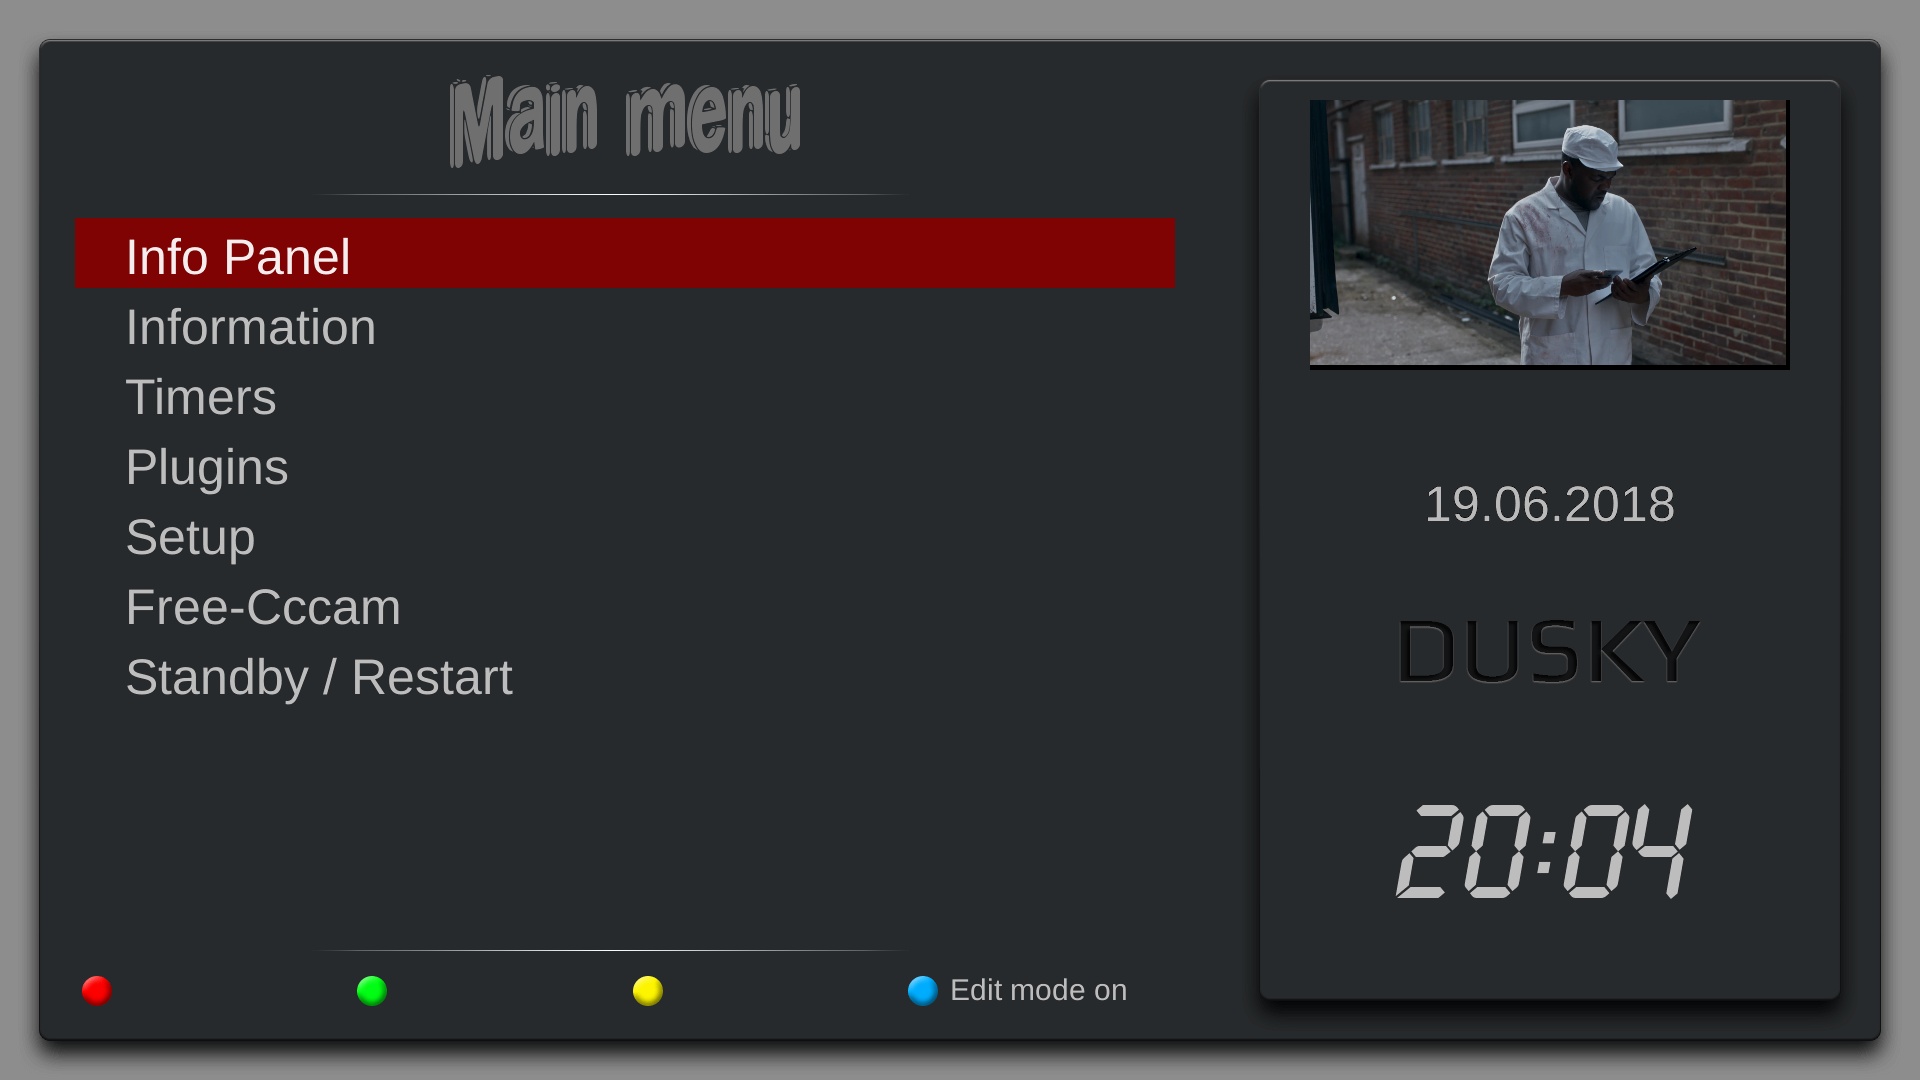 Main menu
Info Panel
Information
Timers
Plugins
Setup
Free-Cccam
Standby / Restart
Edit mode on
19.06.2018
DUSKY
20:04